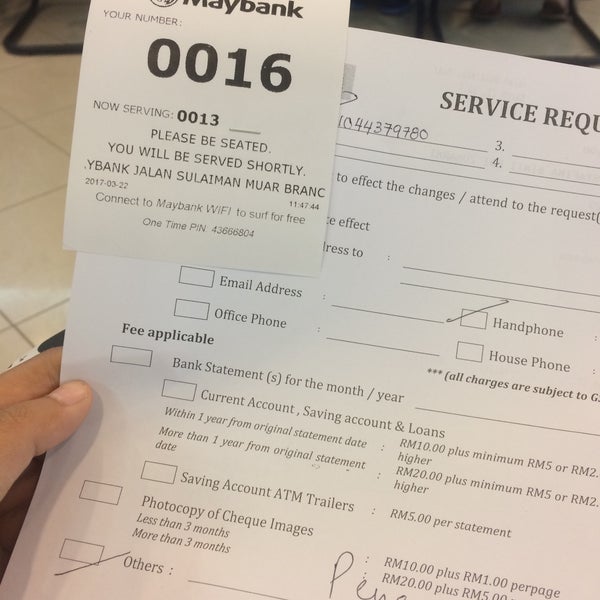 Maybank
YOUR NUMBER:
0016
NOW SERVING: 0013
PLEASE BE SEATED.
YOU WILL BE SERVED SHORTLY.
YBANK JALAN SULAIMAN MUAR BRANC
2017-03-22 11:47:44
Connect to Maybank WiFi to surf for free
One Time PIN 43666804
SERVICE REQU
1044379780 3.
4.
to effect the changes / attend to the request(
te effect
ress to :
Email Address :
Office Phone :
Handphone :
House Phone :
Fee applicable
*** (all charges are subject to G
Bank Statement (s) for the month / year
Current Account , Saving account & Loans
Within 1 year from original statement date : RM10.00 plus minimum RM5 or RM2.
higher
More than 1 year from original statement : RM20.00 plus minimum RM5 or RM2.
date higher
Saving Account ATM Trailers : RM5.00 per statement
Photocopy of Cheque Images
Less than 3 months : RM10.00 plus RM1.00 perpage
More than 3 months : RM20.00 plus RM5.00
Others :